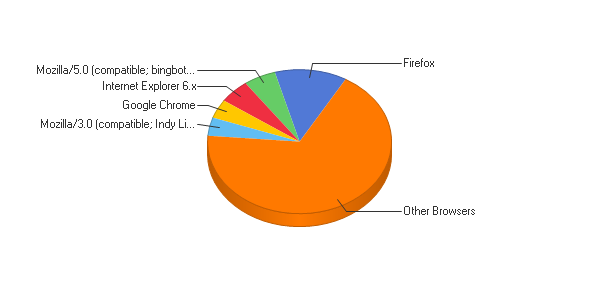 Firefox
Mozilla/5.0 (compatible; bingbot...
Internet Explorer 6.x
Google Chrome
Mozilla/3.0 (compatible; Indy Li...
Other Browsers